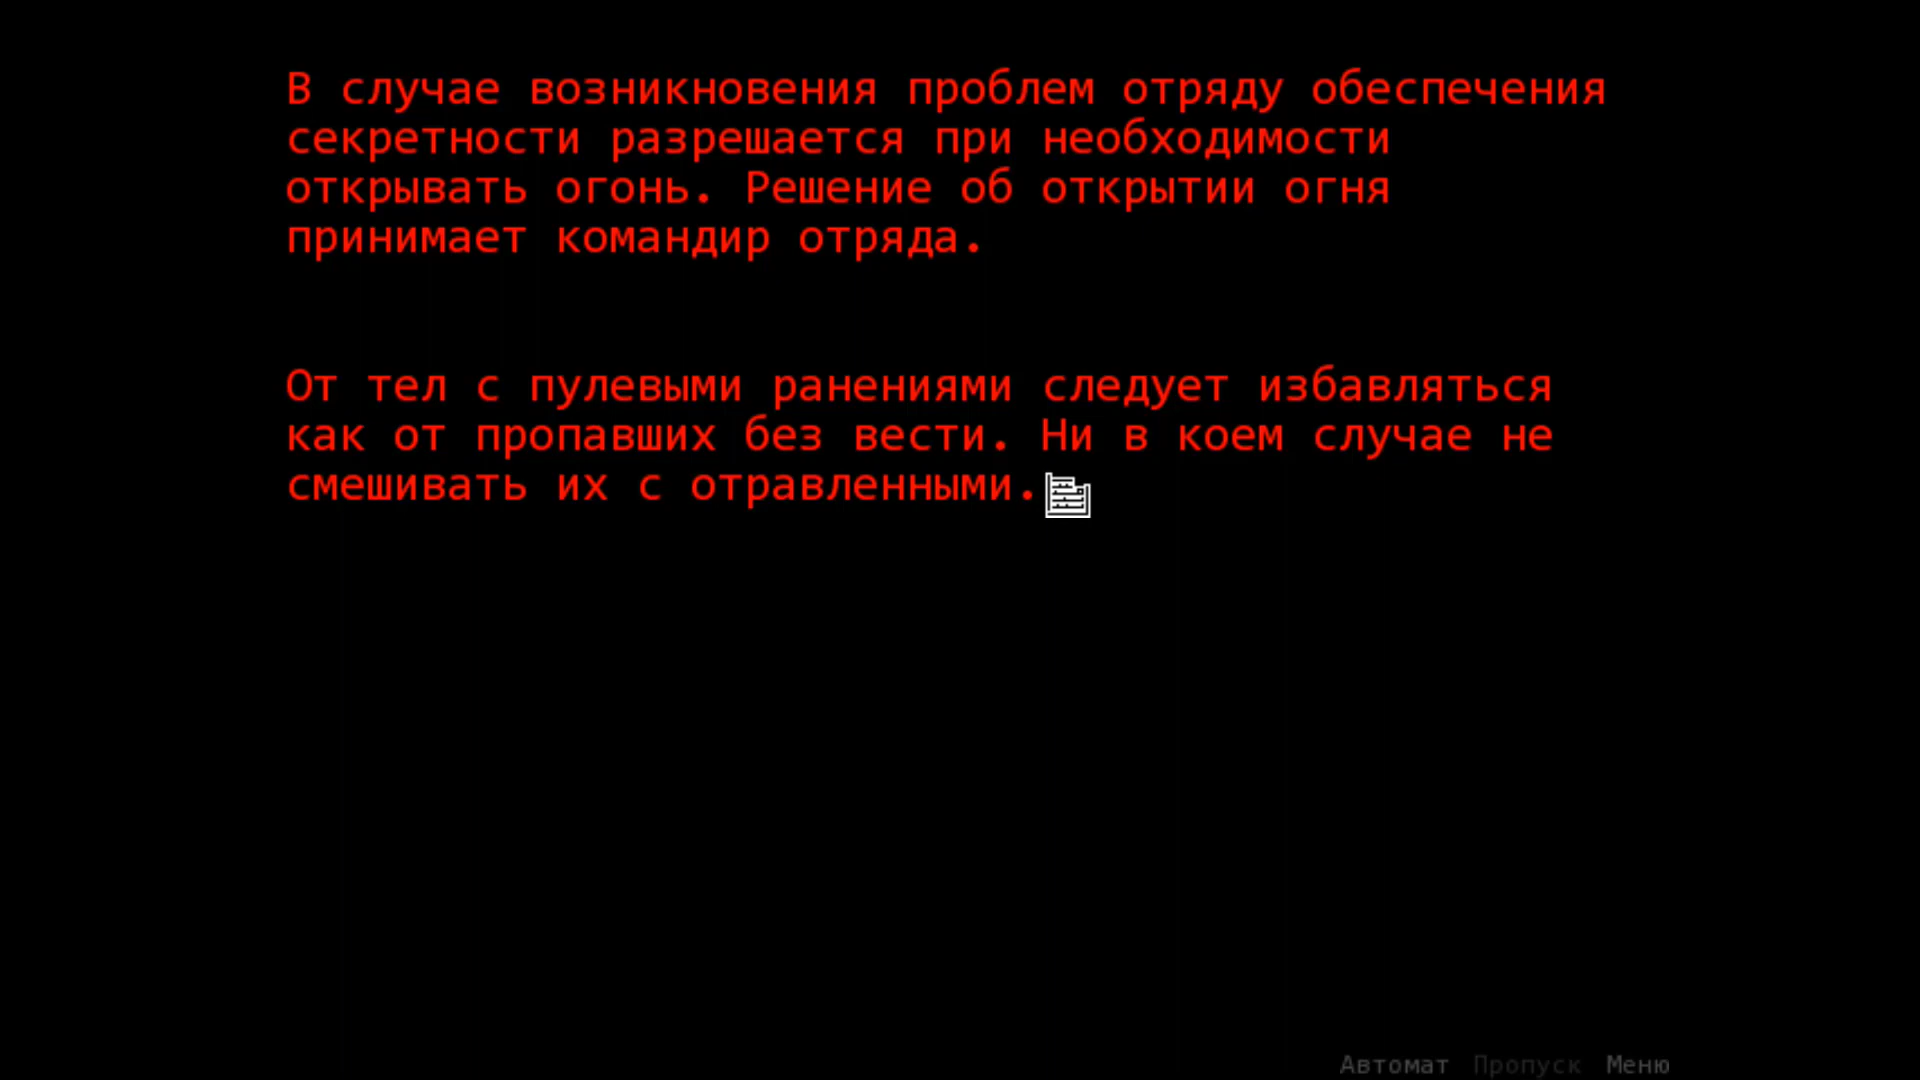 В случае возникновения проблем отряду обеспечения
секретности разрешается при необходимости
открывать огонь. Решение об открытии огня
принимает командир отряда.
От тел с пулевыми ранениями следует избавляться
как от пропавших без вести. Ни в коем случае не
смешивать их с отравленными.
Автомат Пропуск Меню